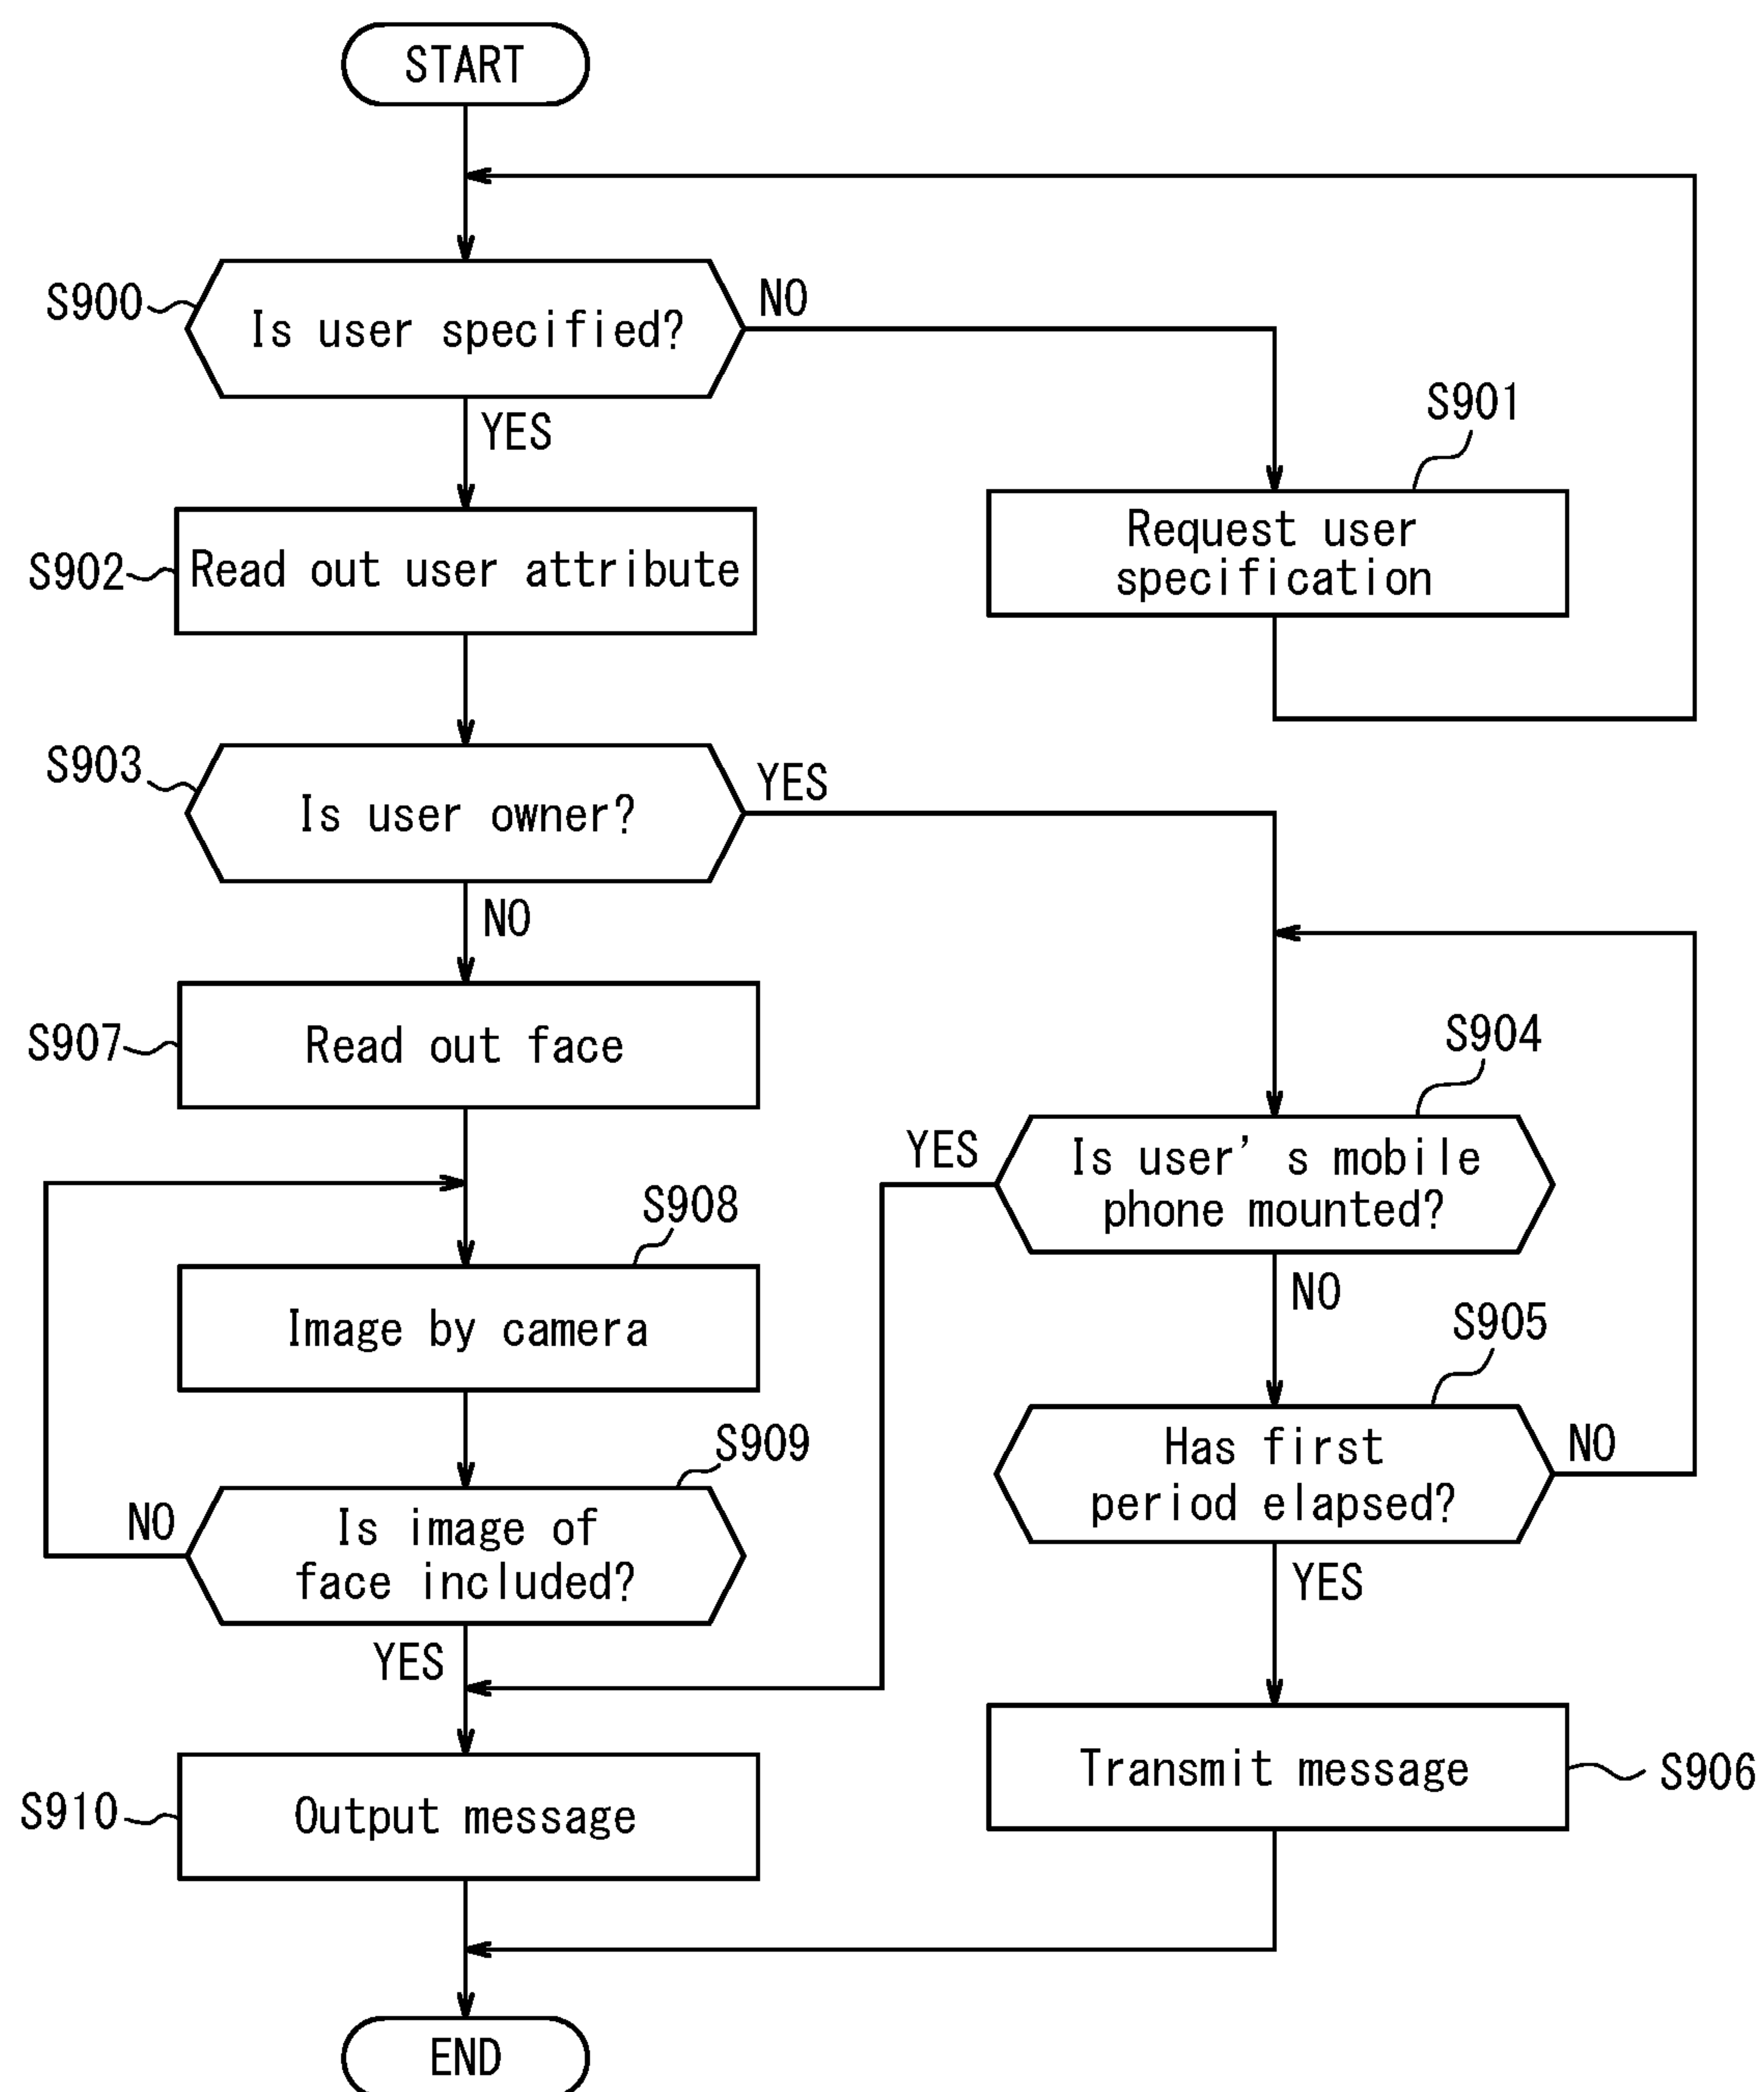 START
S900
Is user specified?
NO
YES
S901
Request user
specification
S902
Read out user attribute
S903
Is user owner?
YES
NO
S907
Read out face
S904
Is user's mobile
phone mounted?
YES
NO
S908
Image by camera
S905
Has first
period elapsed?
NO
YES
S909
Is image of
face included?
NO
YES
S906
Transmit message
S910
Output message
END